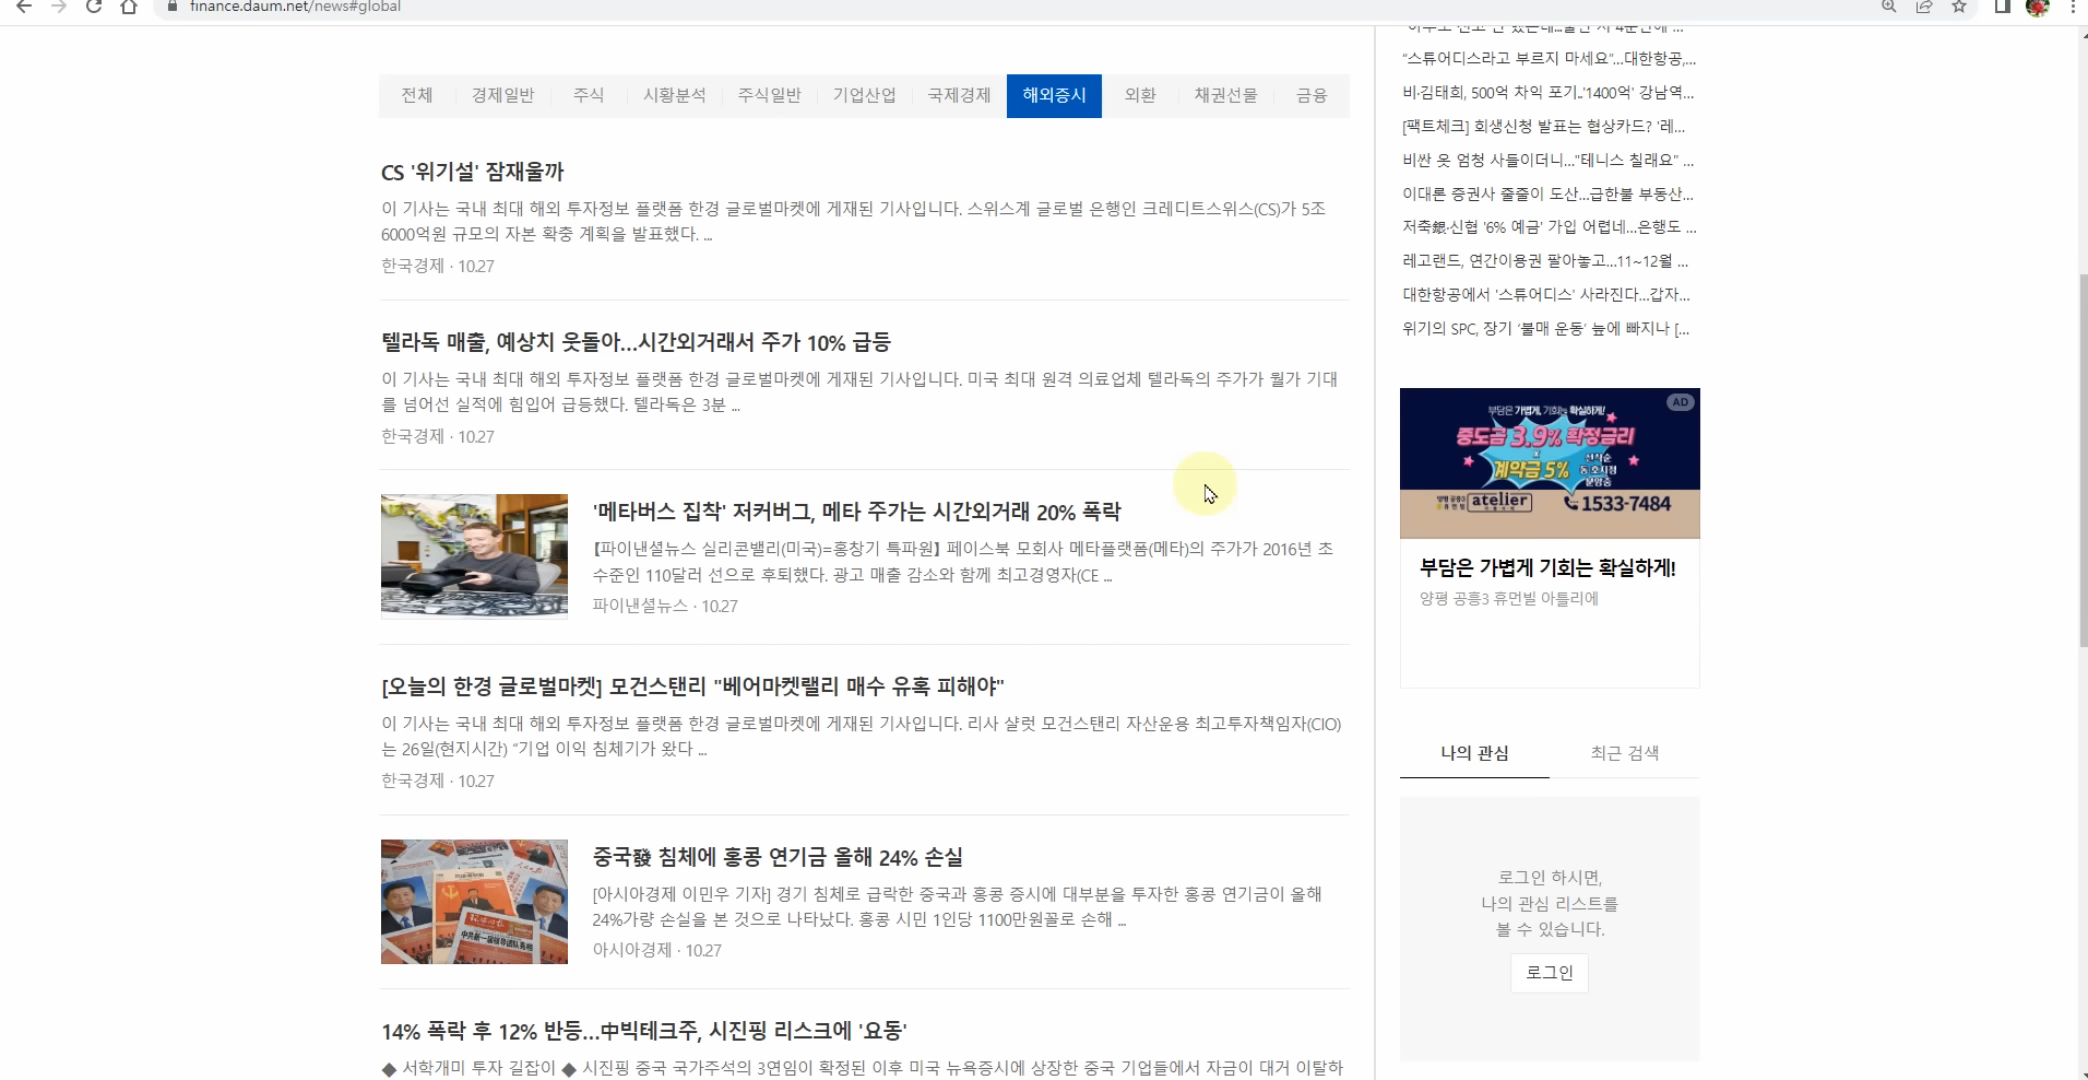 finance.daum.net/news#global
전체 경제일반 주식 시황분석 주식일반 기업산업 국제경제 해외증시 외환 채권선물 금융
CS '위기설' 잠재울까
이 기사는 국내 최대 해외 투자정보 플랫폼 한경 글로벌마켓에 게재된 기사입니다. 스위스계 글로벌 은행인 크레디트스위스(CS)가 5조
6000억원 규모의 자본 확충 계획을 발표했다. ...
한국경제 · 10.27
텔라독 매출, 예상치 웃돌아...시간외거래서 주가 10% 급등
이 기사는 국내 최대 해외 투자정보 플랫폼 한경 글로벌마켓에 게재된 기사입니다. 미국 최대 원격 의료업체 텔라독의 주가가 월가 기대
를 넘어선 실적에 힘입어 급등했다. 텔라독은 3분 ...
한국경제 · 10.27
'메타버스 집착' 저커버그, 메타 주가는 시간외거래 20% 폭락
【파이낸셜뉴스 실리콘밸리(미국)=홍창기 특파원】 페이스북 모회사 메타플랫폼(메타)의 주가가 2016년 초
수준인 110달러 선으로 후퇴했다. 광고 매출 감소와 함께 최고경영자(CE ...
파이낸셜뉴스 · 10.27
[오늘의 한경 글로벌마켓] 모건스탠리 "베어마켓랠리 매수 유혹 피해야"
이 기사는 국내 최대 해외 투자정보 플랫폼 한경 글로벌마켓에 게재된 기사입니다. 리사 샬럿 모건스탠리 자산운용 최고투자책임자(CIO)
는 26일(현지시간) “기업 이익 침체기가 왔다 ...
한국경제 · 10.27
중국發 침체에 홍콩 연기금 올해 24% 손실
[아시아경제 이민우 기자] 경기 침체로 급락한 중국과 홍콩 증시에 대부분을 투자한 홍콩 연기금이 올해
24%가량 손실을 본 것으로 나타났다. 홍콩 시민 1인당 1100만원꼴로 손해 ...
아시아경제 · 10.27
14% 폭락 후 12% 반등...中빅테크주, 시진핑 리스크에 '요동'
◆ 서학개미 투자 길잡이 ◆ 시진핑 중국 국가주석의 3연임이 확정된 이후 미국 뉴욕증시에 상장한 중국 기업들에서 자금이 대거 이탈하
“스튜어디스라고 부르지 마세요”...대한항공,...
비·김태희, 500억 차익 포기..'1400억' 강남역...
[팩트체크] 회생신청 발표는 협상카드? '레...
비싼 옷 엄청 사들이더니..."테니스 칠래요" ...
이대론 증권사 줄줄이 도산...급한불 부동산...
저축銀·신협 '6% 예금' 가입 어렵네...은행도 ...
레고랜드, 연간이용권 팔아놓고...11~12월 ...
대한항공에서 '스튜어디스' 사라진다...갑자...
위기의 SPC, 장기 ‘불매 운동’ 늪에 빠지나 [...
AD
부담은 가볍게, 기회는 확실하게!
중도금 3.9% 확정금리
계약금 5%
선착순
동·호지정
분양중
atelier
1533-7484
부담은 가볍게 기회는 확실하게!
양평 공흥3 휴먼빌 아틀리에
나의 관심 최근 검색
로그인 하시면,
나의 관심 리스트를
볼 수 있습니다.
로그인